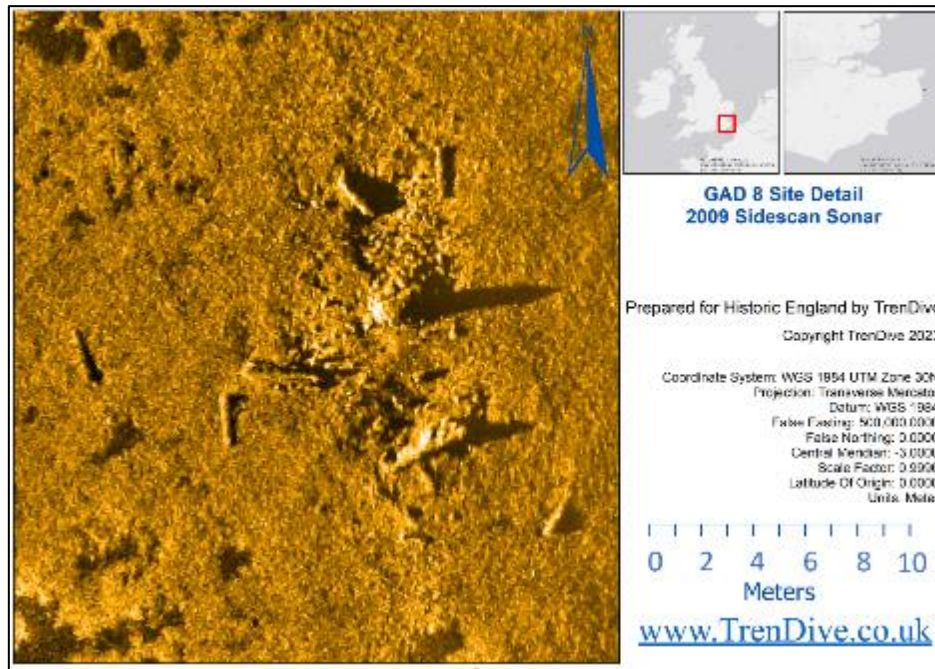 GAD 8 Site Detail
2009 Sidescan Sonar
Prepared for Historic England by TrenDive
Copyright TrenDive
Coordinate System: WGS 1984 UTM Zone 30N
Projection: Transverse Mercator
Datum: WGS 1984
False Easting: 500,000.0000
False Northing: 0.0000
Central Meridian: -3.0000
Scale Factor: 0.9996
Latitude Of Origin: 0.0000
Units: Meter
0 2 4 6 8 10
Meters
www.TrenDive.co.uk